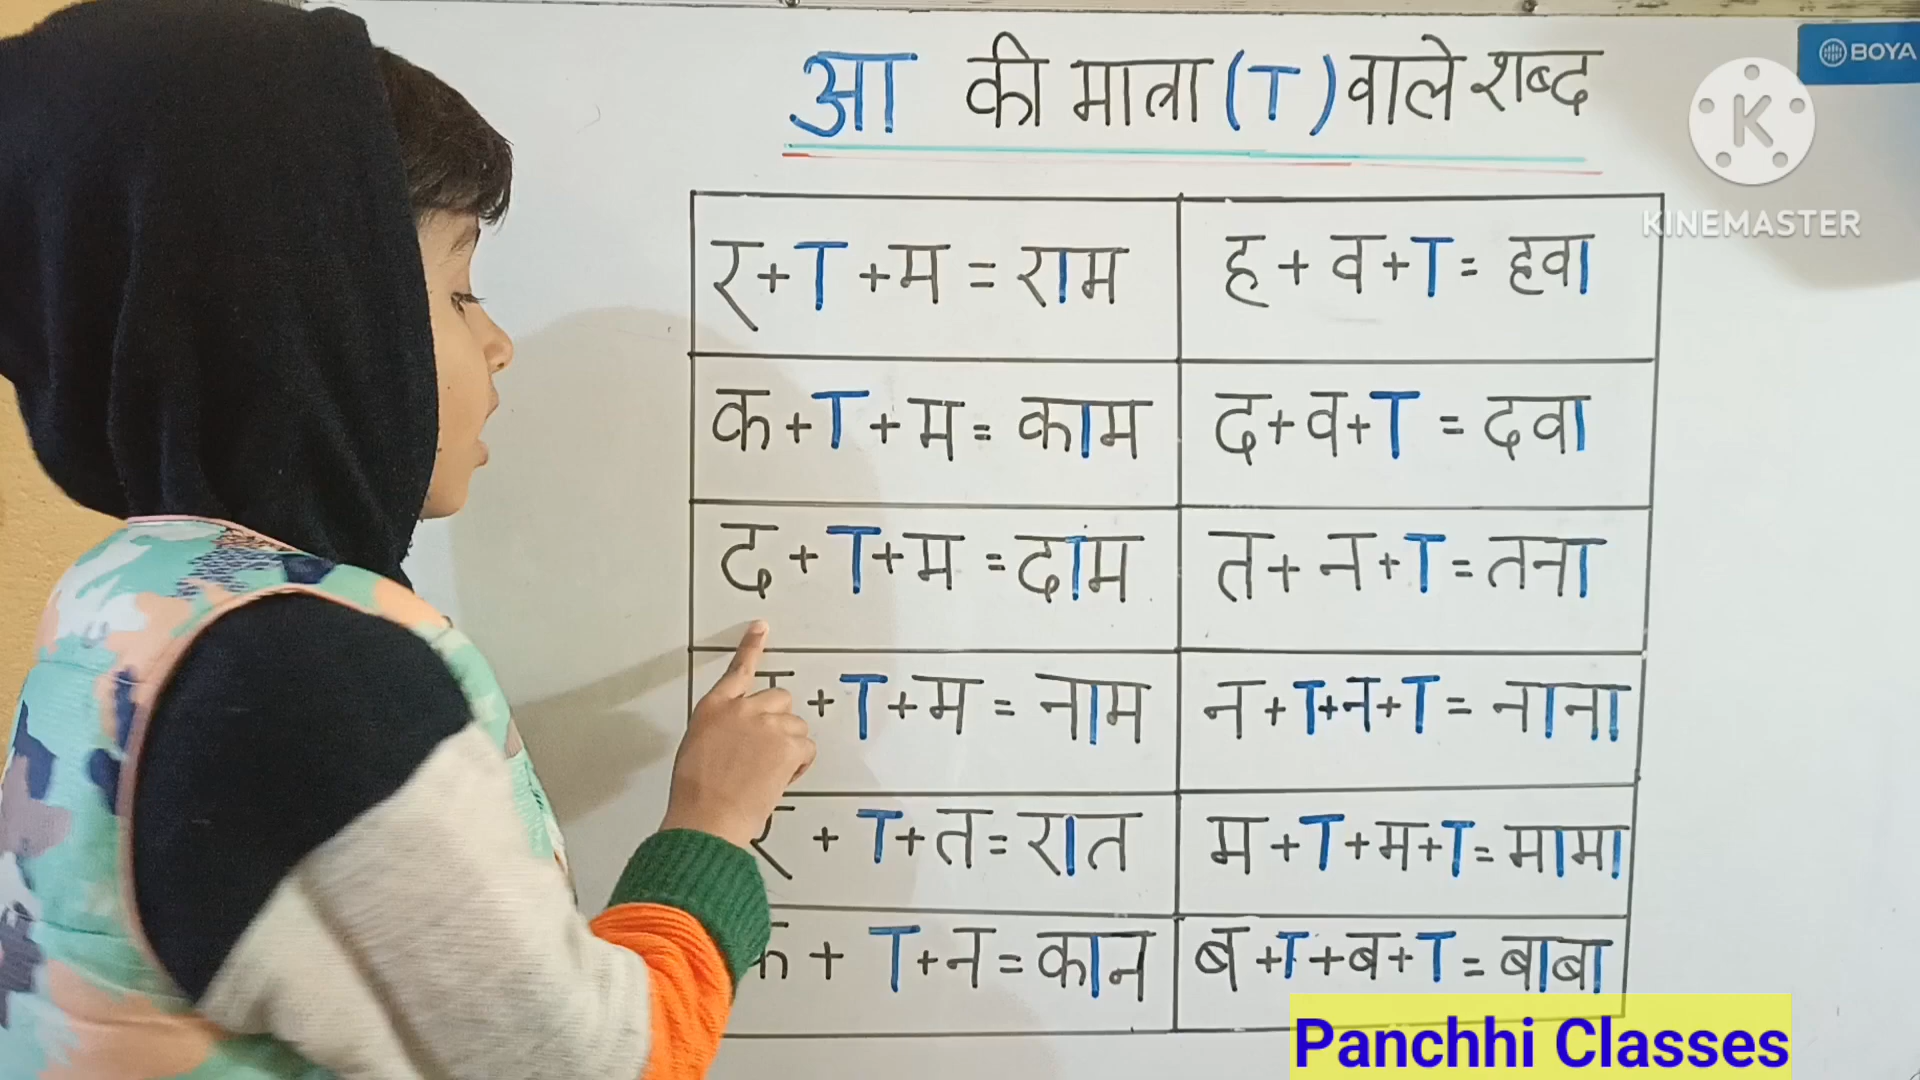 आ की मात्रा (ा) वाले शब्द
BOYA
KINEMASTER
र + ा + म = राम
ह + व + ा = हवा
क + ा + म = काम
द + व + ा = दवा
द + ा + म = दाम
त + न + ा = तना
+ ा + म = नाम
न + ा + न + ा = नाना
र + ा + त = रात
म + ा + म + ा = मामा
क + ा + न = कान
ब + ा + ब + ा = बाबा
Panchhi Classes